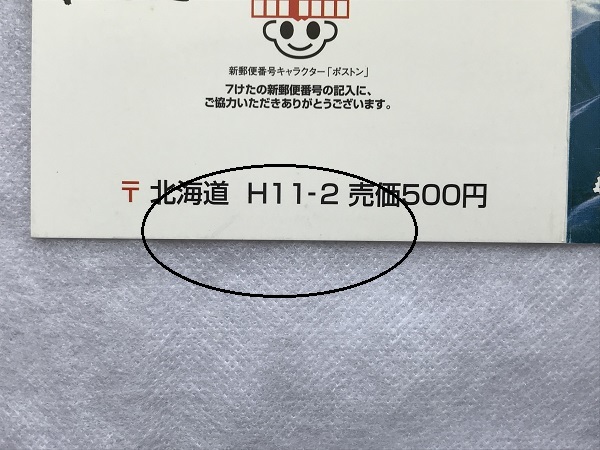 新郵便番号キャラクター「ポストン」
7けたの新郵便番号の記入に、
ご協力いただきありがとうございます。
〒 北海道 H11-2 売価500円